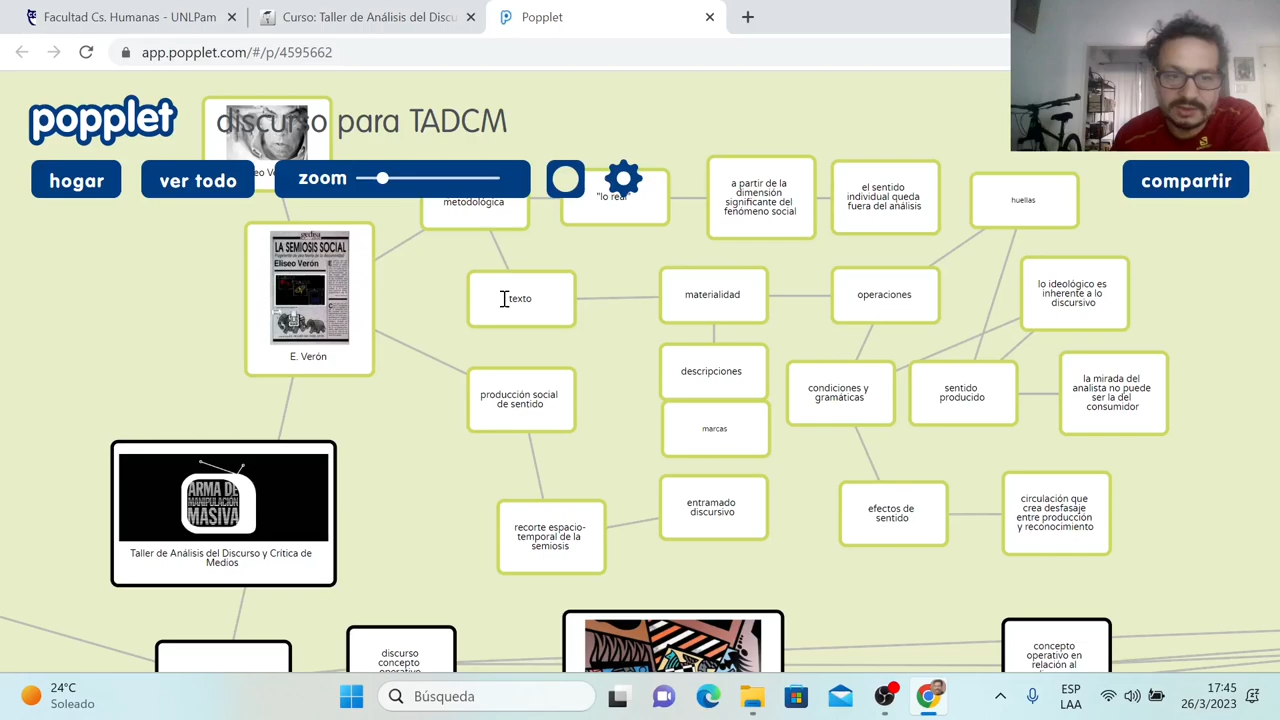 Facultad Cs. Humanas - UNLPam
Curso: Taller de Análisis del Discu
Popplet
app.popplet.com/#/p/4595662
popplet
discurso para TADCM
hogar
ver todo
zoom
compartir
metodológica
"lo real"
a partir de la
dimensión
significante del
fenómeno social
el sentido
individual queda
fuera del análisis
huellas
LA SEMIOSIS SOCIAL
Eliseo Verón
E. Verón
texto
materialidad
operaciones
lo ideológico es
inherente a lo
discursivo
producción social
de sentido
descripciones
marcas
condiciones y
gramáticas
sentido
producido
la mirada del
analista no puede
ser la del
consumidor
ARMA DE
MANIPULACIÓN
MASIVA
Taller de Análisis del Discurso y Crítica de
Medios
recorte espacio-
temporal de la
semiosis
entramado
discursivo
efectos de
sentido
circulación que
crea desfasaje
entre producción
y reconocimiento
discurso
concepto
operativo
concepto
operativo en
relación al
24°C
Soleado
Búsqueda
ESP
LAA
17:45
26/3/2023